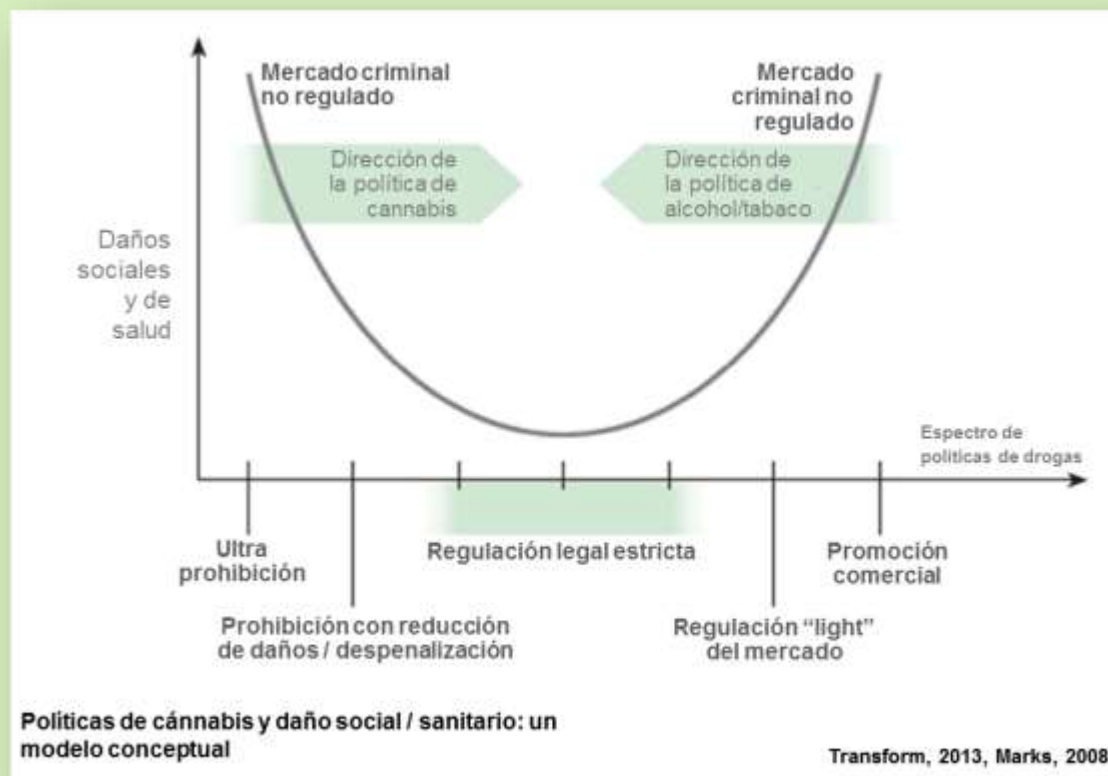 Mercado criminal
no regulado
Mercado
criminal no
regulado
Dirección de
la política de
cannabis
Dirección de
la política de
alcohol/tabaco
Daños
sociales
y de
salud
Espectro de
políticas de drogas
Ultra
prohibición
Regulación legal estricta
Promoción
comercial
Prohibición con reducción
de daños / despenalización
Regulación “light”
del mercado
Políticas de cánnabis y daño social / sanitario: un
modelo conceptual
Transform, 2013, Marks, 2008